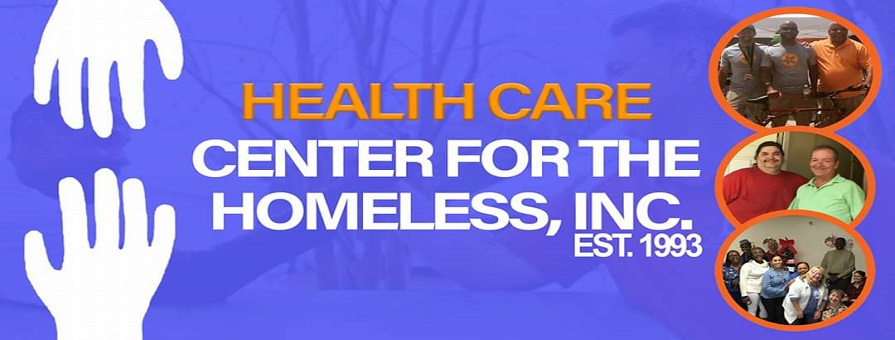 HEALTH CARE
CENTER FOR THE
HOMELESS, INC.
EST. 1993